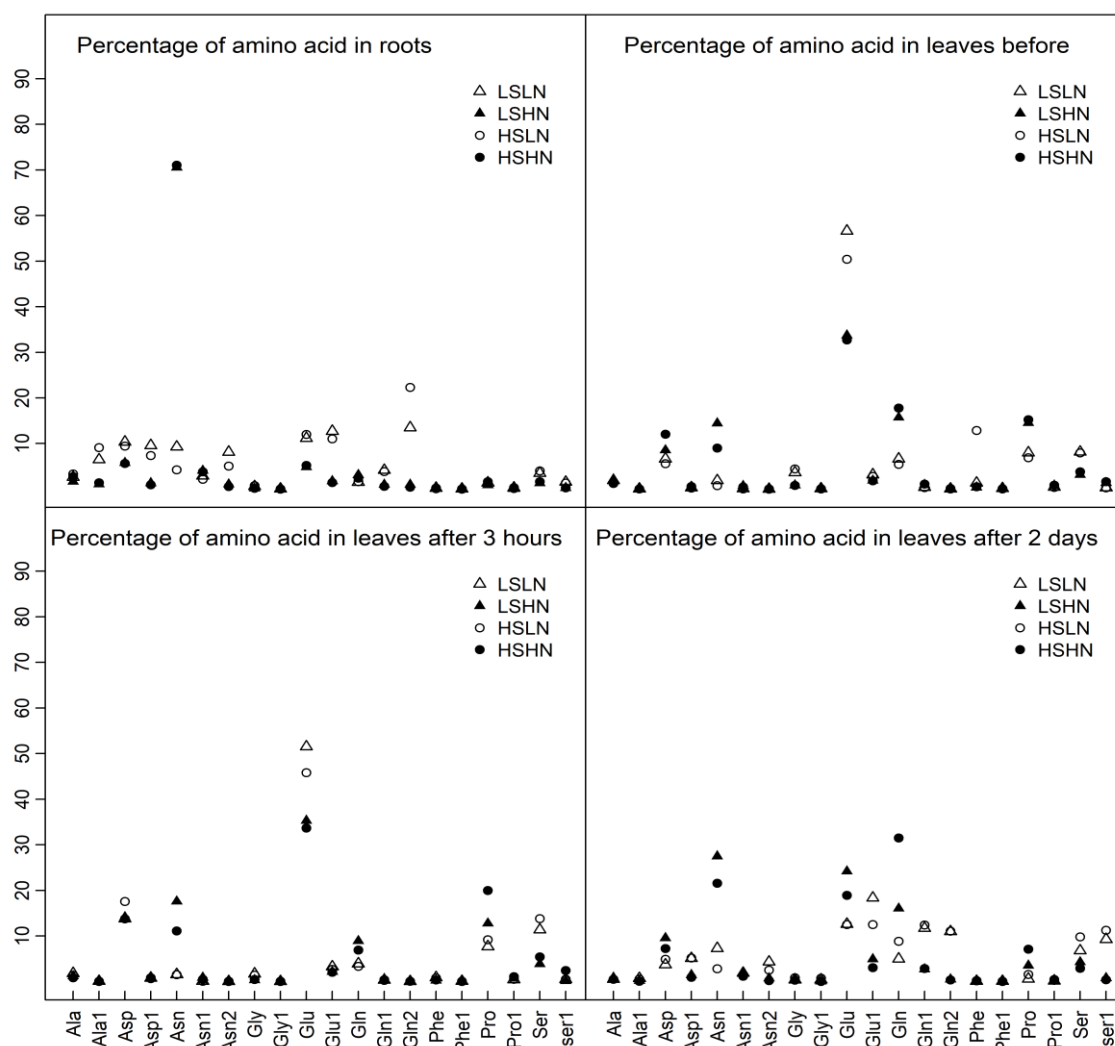 Percentage of amino acid in roots
90
80
70
60
50
40
30
20
10
LSLN
LSHN
HSLN
HSHN
Percentage of amino acid in leaves before
LSLN
LSHN
HSLN
HSHN
Percentage of amino acid in leaves after 3 hours
90
80
70
60
50
40
30
20
10
LSLN
LSHN
HSLN
HSHN
Ala
Ala1
Asp
Asp1
Asn
Asn1
Asn2
Gly
Gly1
Glu
Glu1
Gln
Gln1
Gln2
Phe
Phe1
Pro
Pro1
Ser
ser1
Percentage of amino acid in leaves after 2 days
LSLN
LSHN
HSLN
HSHN
Ala
Ala1
Asp
Asp1
Asn
Asn1
Asn2
Gly
Gly1
Glu
Glu1
Gln
Gln1
Gln2
Phe
Phe1
Pro
Pro1
Ser
ser1